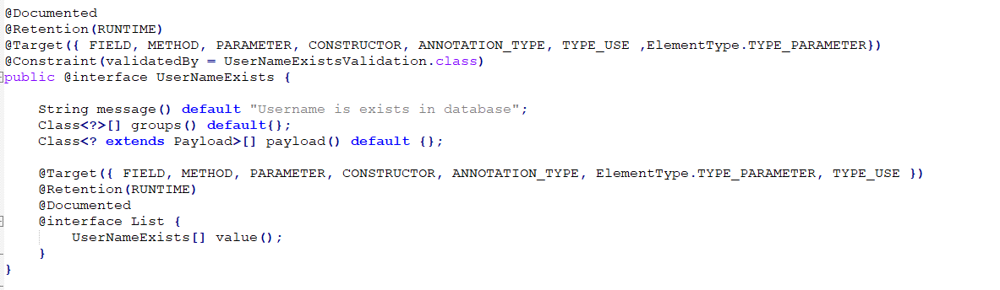 @Documented
@Retention(RUNTIME)
@Target({ FIELD, METHOD, PARAMETER, CONSTRUCTOR, ANNOTATION_TYPE, TYPE_USE ,ElementType.TYPE_PARAMETER})
@Constraint(validatedBy = UserNameExistsValidation.class)
public @interface UserNameExists {
String message() default "Username is exists in database";
Class<?>[] groups() default{};
Class<? extends Payload>[] payload() default {};
@Target({ FIELD, METHOD, PARAMETER, CONSTRUCTOR, ANNOTATION_TYPE, ElementType.TYPE_PARAMETER, TYPE_USE })
@Retention(RUNTIME)
@Documented
@interface List {
UserNameExists[] value();
}
}